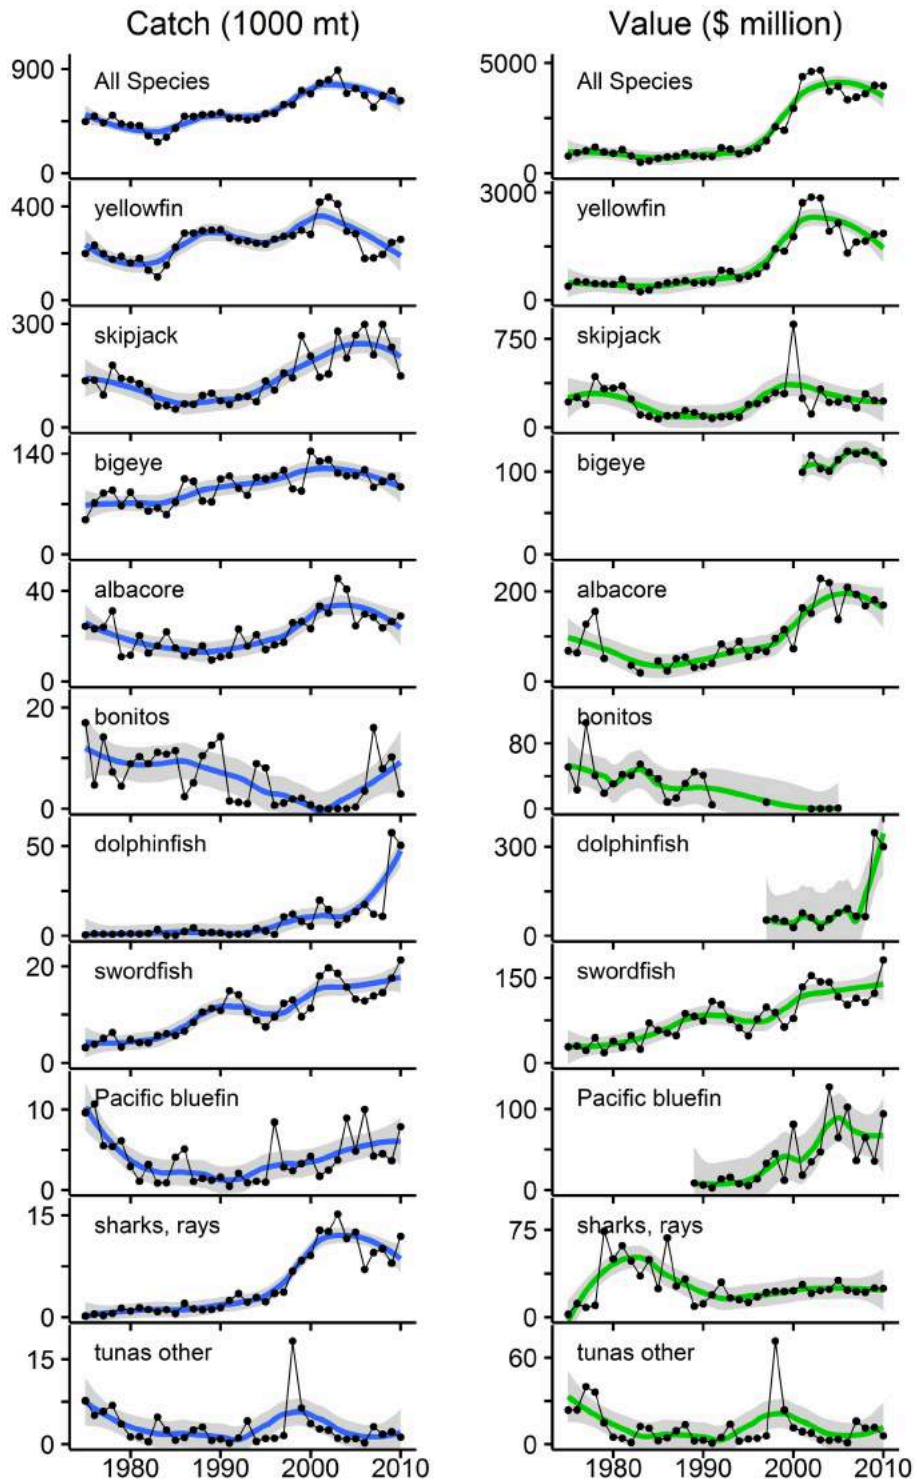 Catch (1000 mt) Value ($ million)
900 All Species 5000 All Species
0 0
400 yellowfin 3000 yellowfin
0 0
300 skipjack 750 skipjack
0 0
140 bigeye 100 bigeye
0 0
40 albacore 200 albacore
0 0
20 bonitos 80 bonitos
0 0
50 dolphinfish 300 dolphinfish
0 0
20 swordfish 150 swordfish
0 0
10 Pacific bluefin 100 Pacific bluefin
0 0
15 sharks, rays 75 sharks, rays
0 0
15 tunas other 60 tunas other
0 0
1980 1990 2000 2010 1980 1990 2000 2010